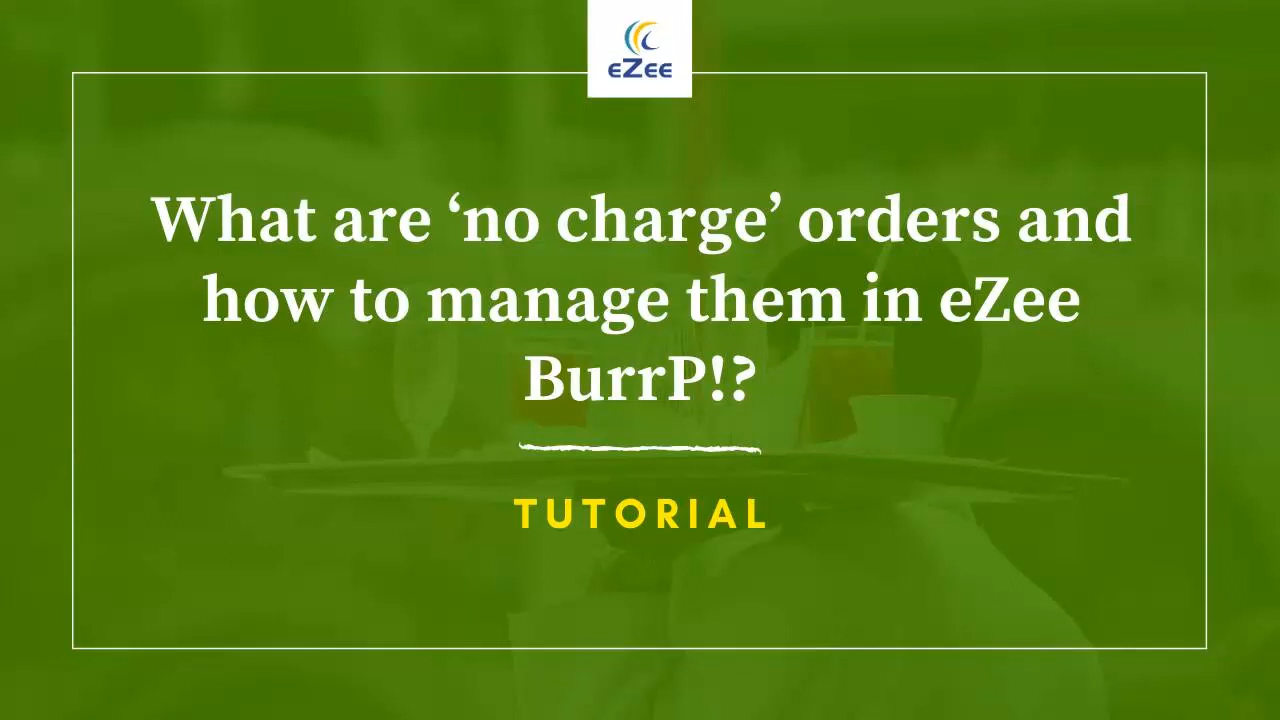 eZee
What are ‘no charge’ orders and
how to manage them in eZee
BurrP!?
TUTORIAL